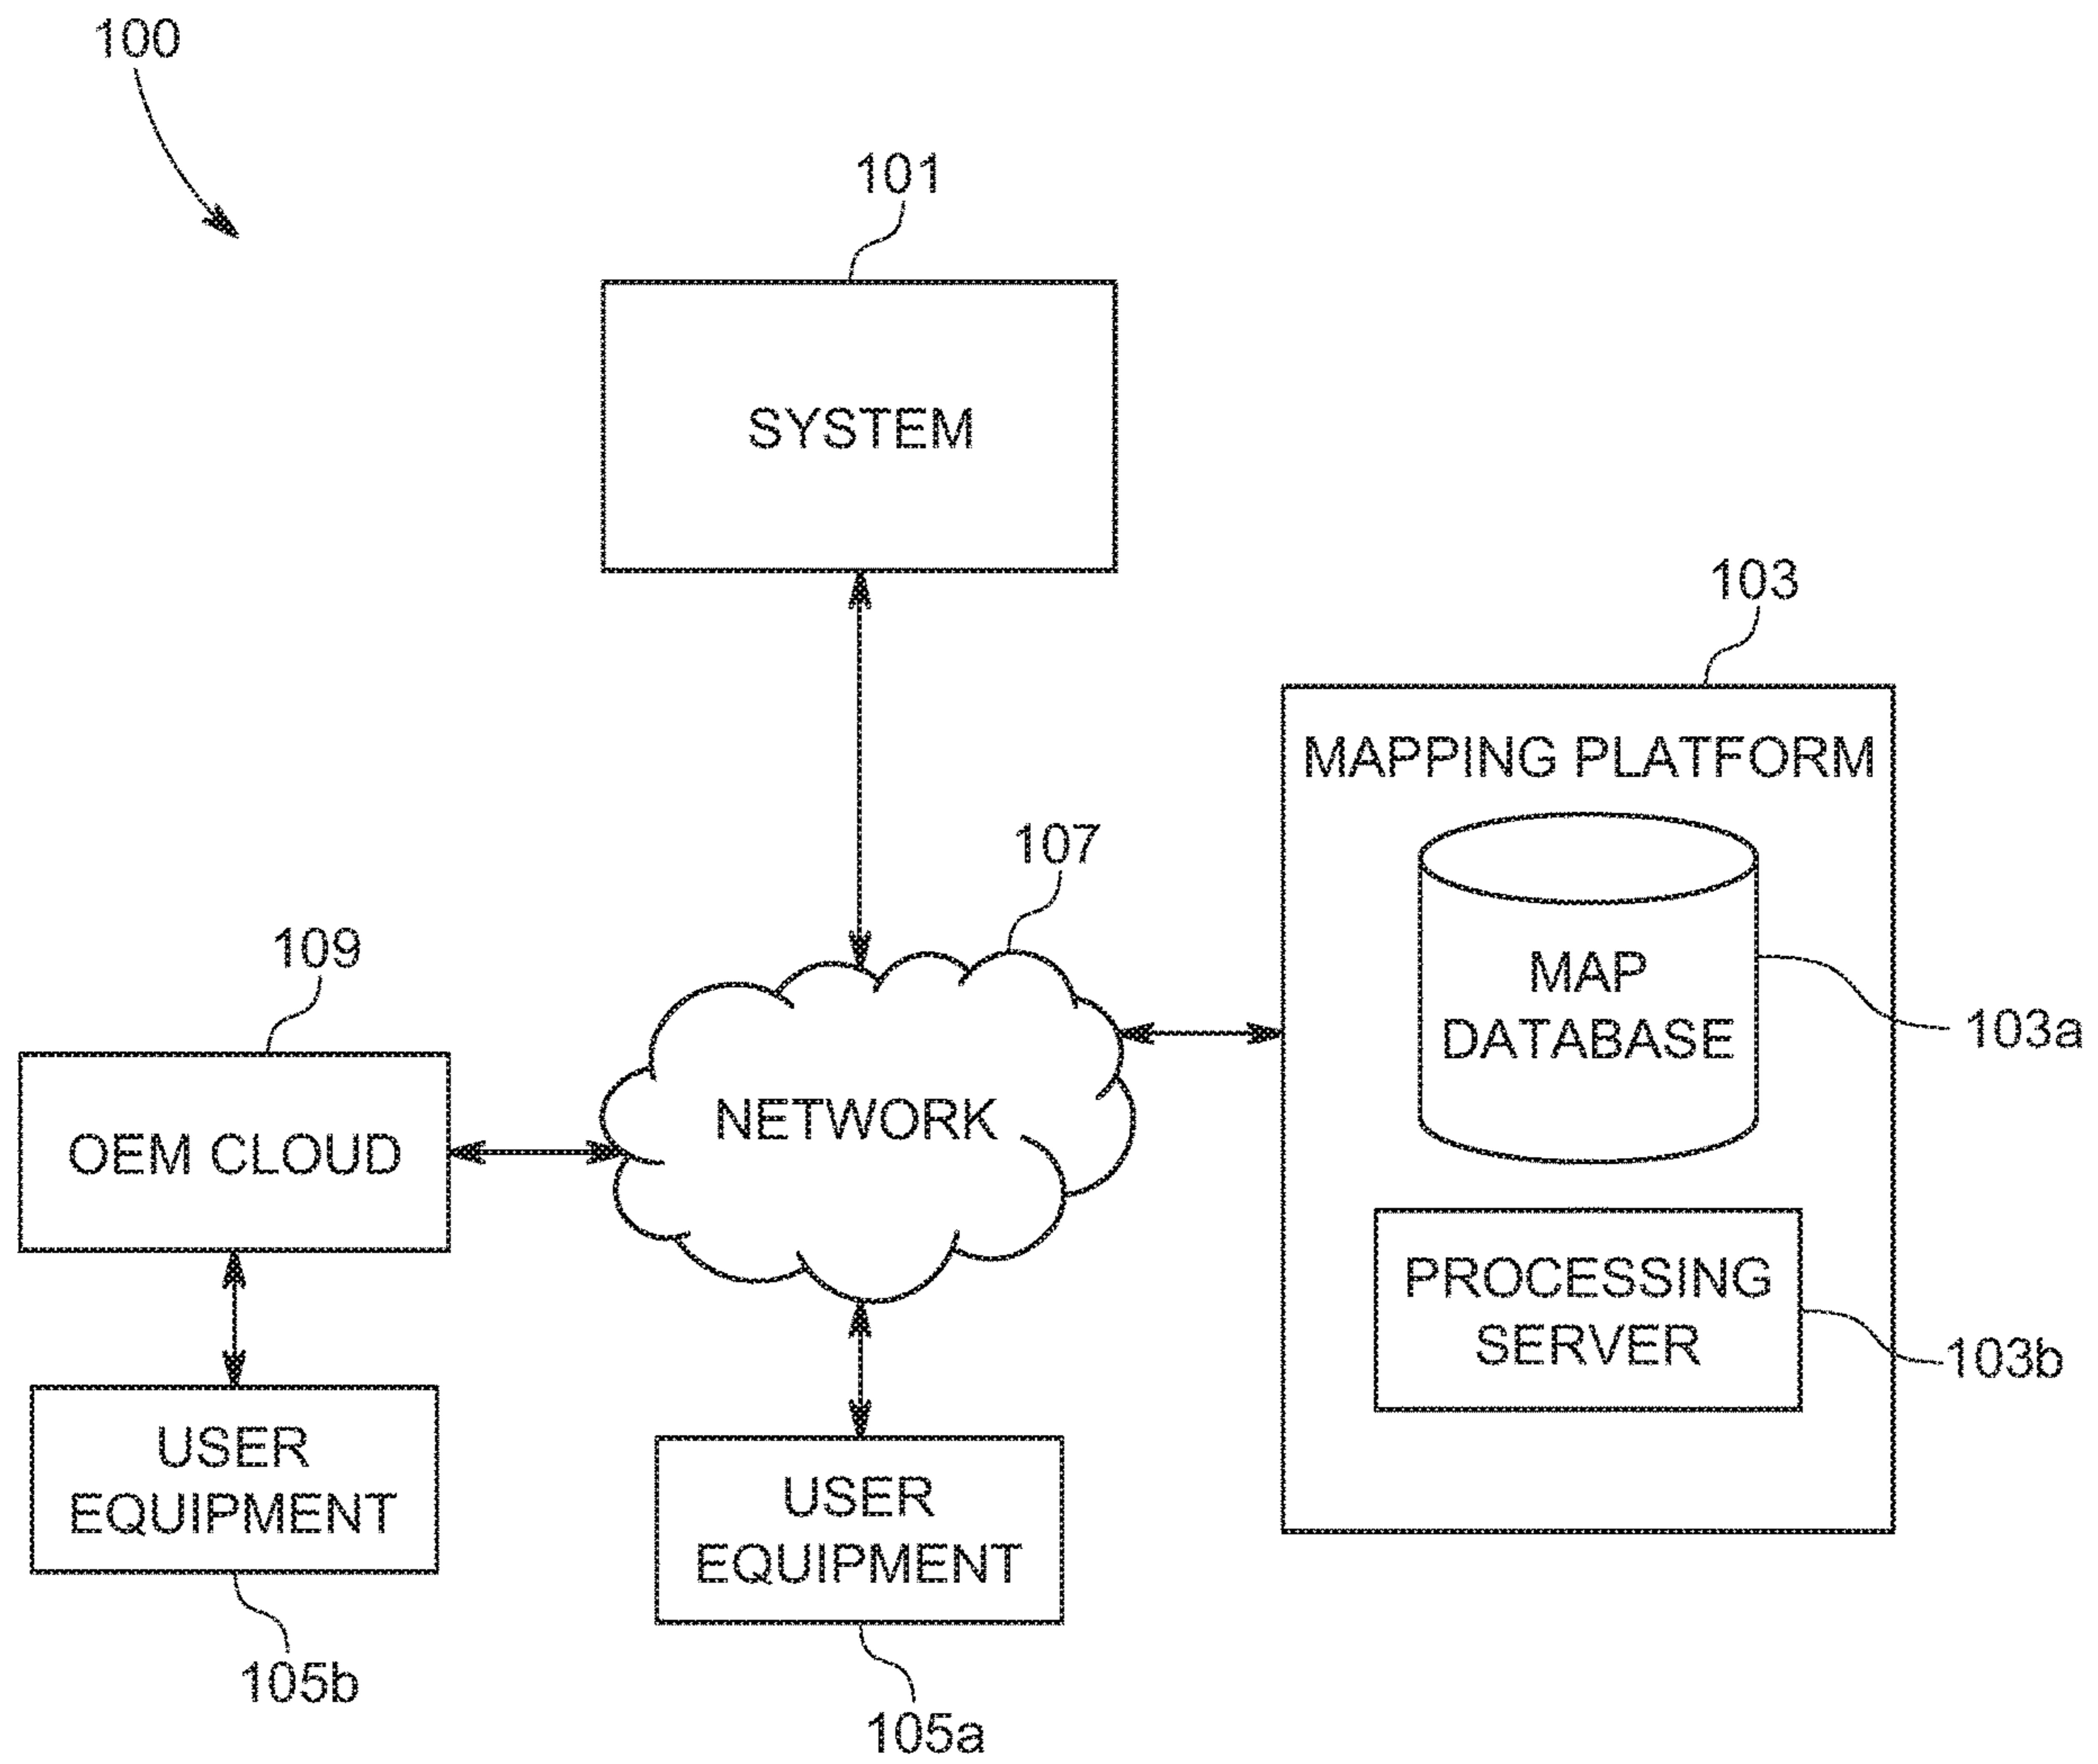 100
101
SYSTEM
103
MAPPING PLATFORM
107
MAP
DATABASE
103a
109
OEM CLOUD
NETWORK
PROCESSING
SERVER
103b
USER
EQUIPMENT
105b
USER
EQUIPMENT
105a